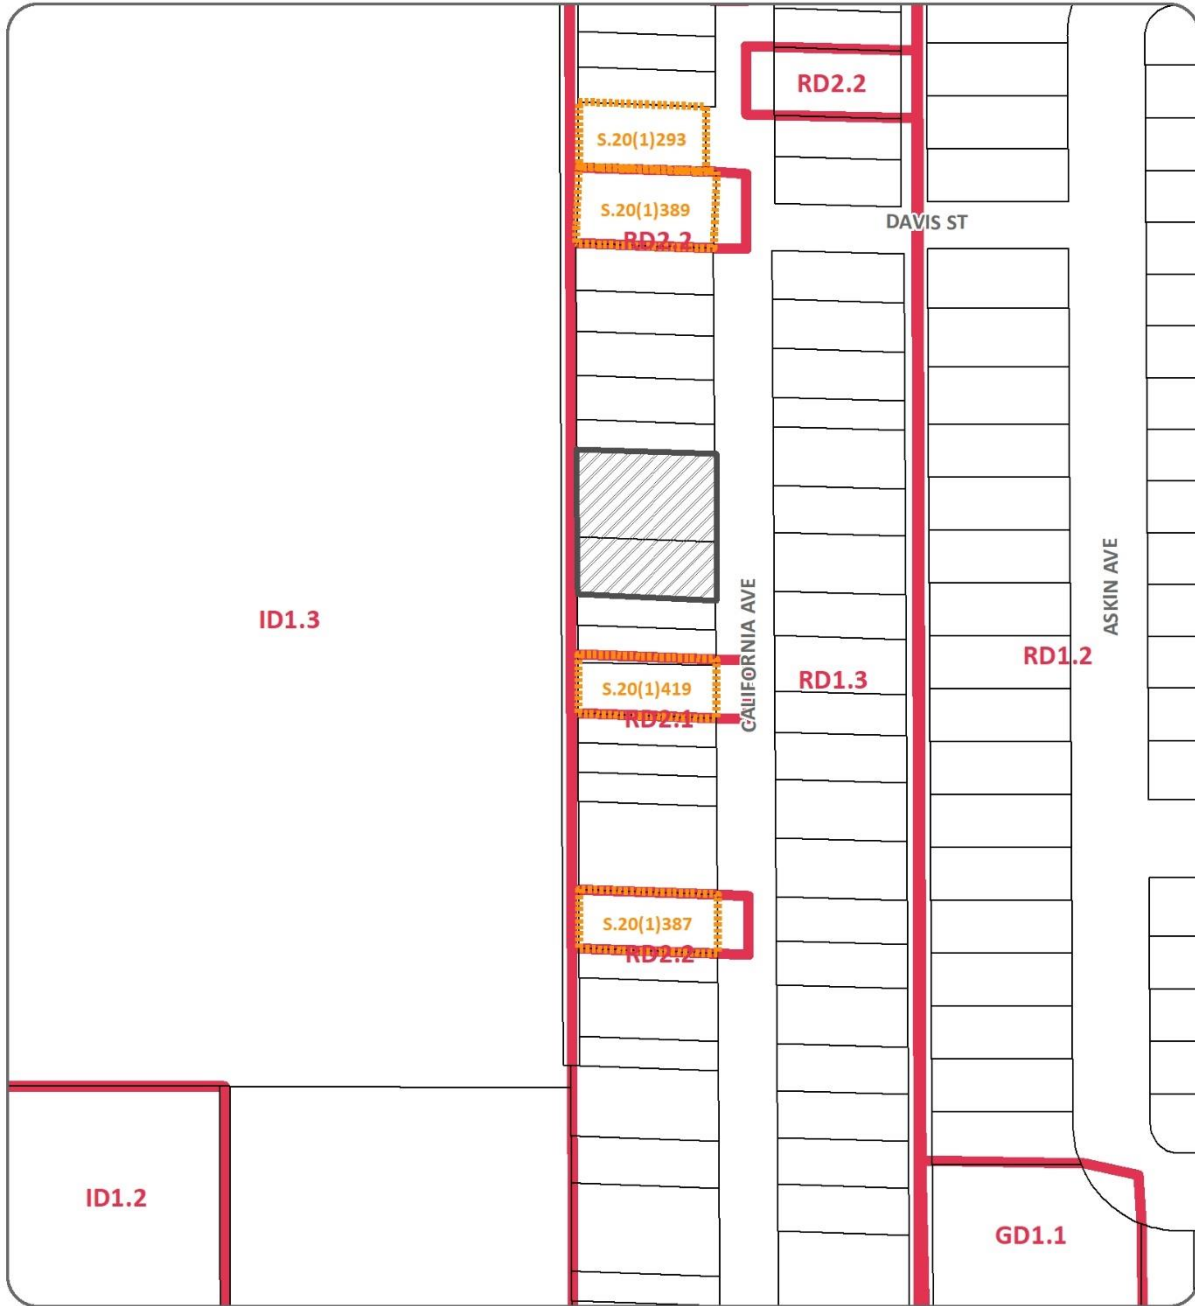 RD2.2
S.20(1)293
S.20(1)389
RD2.2
DAVIS ST
ASKIN AVE
CALIFORNIA AVE
ID1.3
RD1.2
RD1.3
S.20(1)419
RD2.1
S.20(1)387
RD2.2
ID1.2
GD1.1